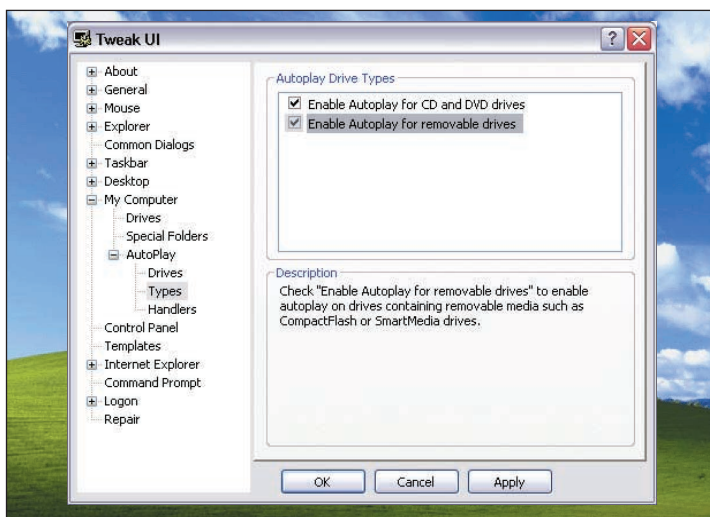 Tweak UI
About
General
Mouse
Explorer
Common Dialogs
Taskbar
Desktop
My Computer
Drives
Special Folders
AutoPlay
Drives
Types
Handlers
Control Panel
Templates
Internet Explorer
Command Prompt
Logon
Repair
Autoplay Drive Types
Enable Autoplay for CD and DVD drives
Enable Autoplay for removable drives
Description
Check "Enable Autoplay for removable drives" to enable
autoplay on drives containing removable media such as
CompactFlash or SmartMedia drives.
OK Cancel Apply